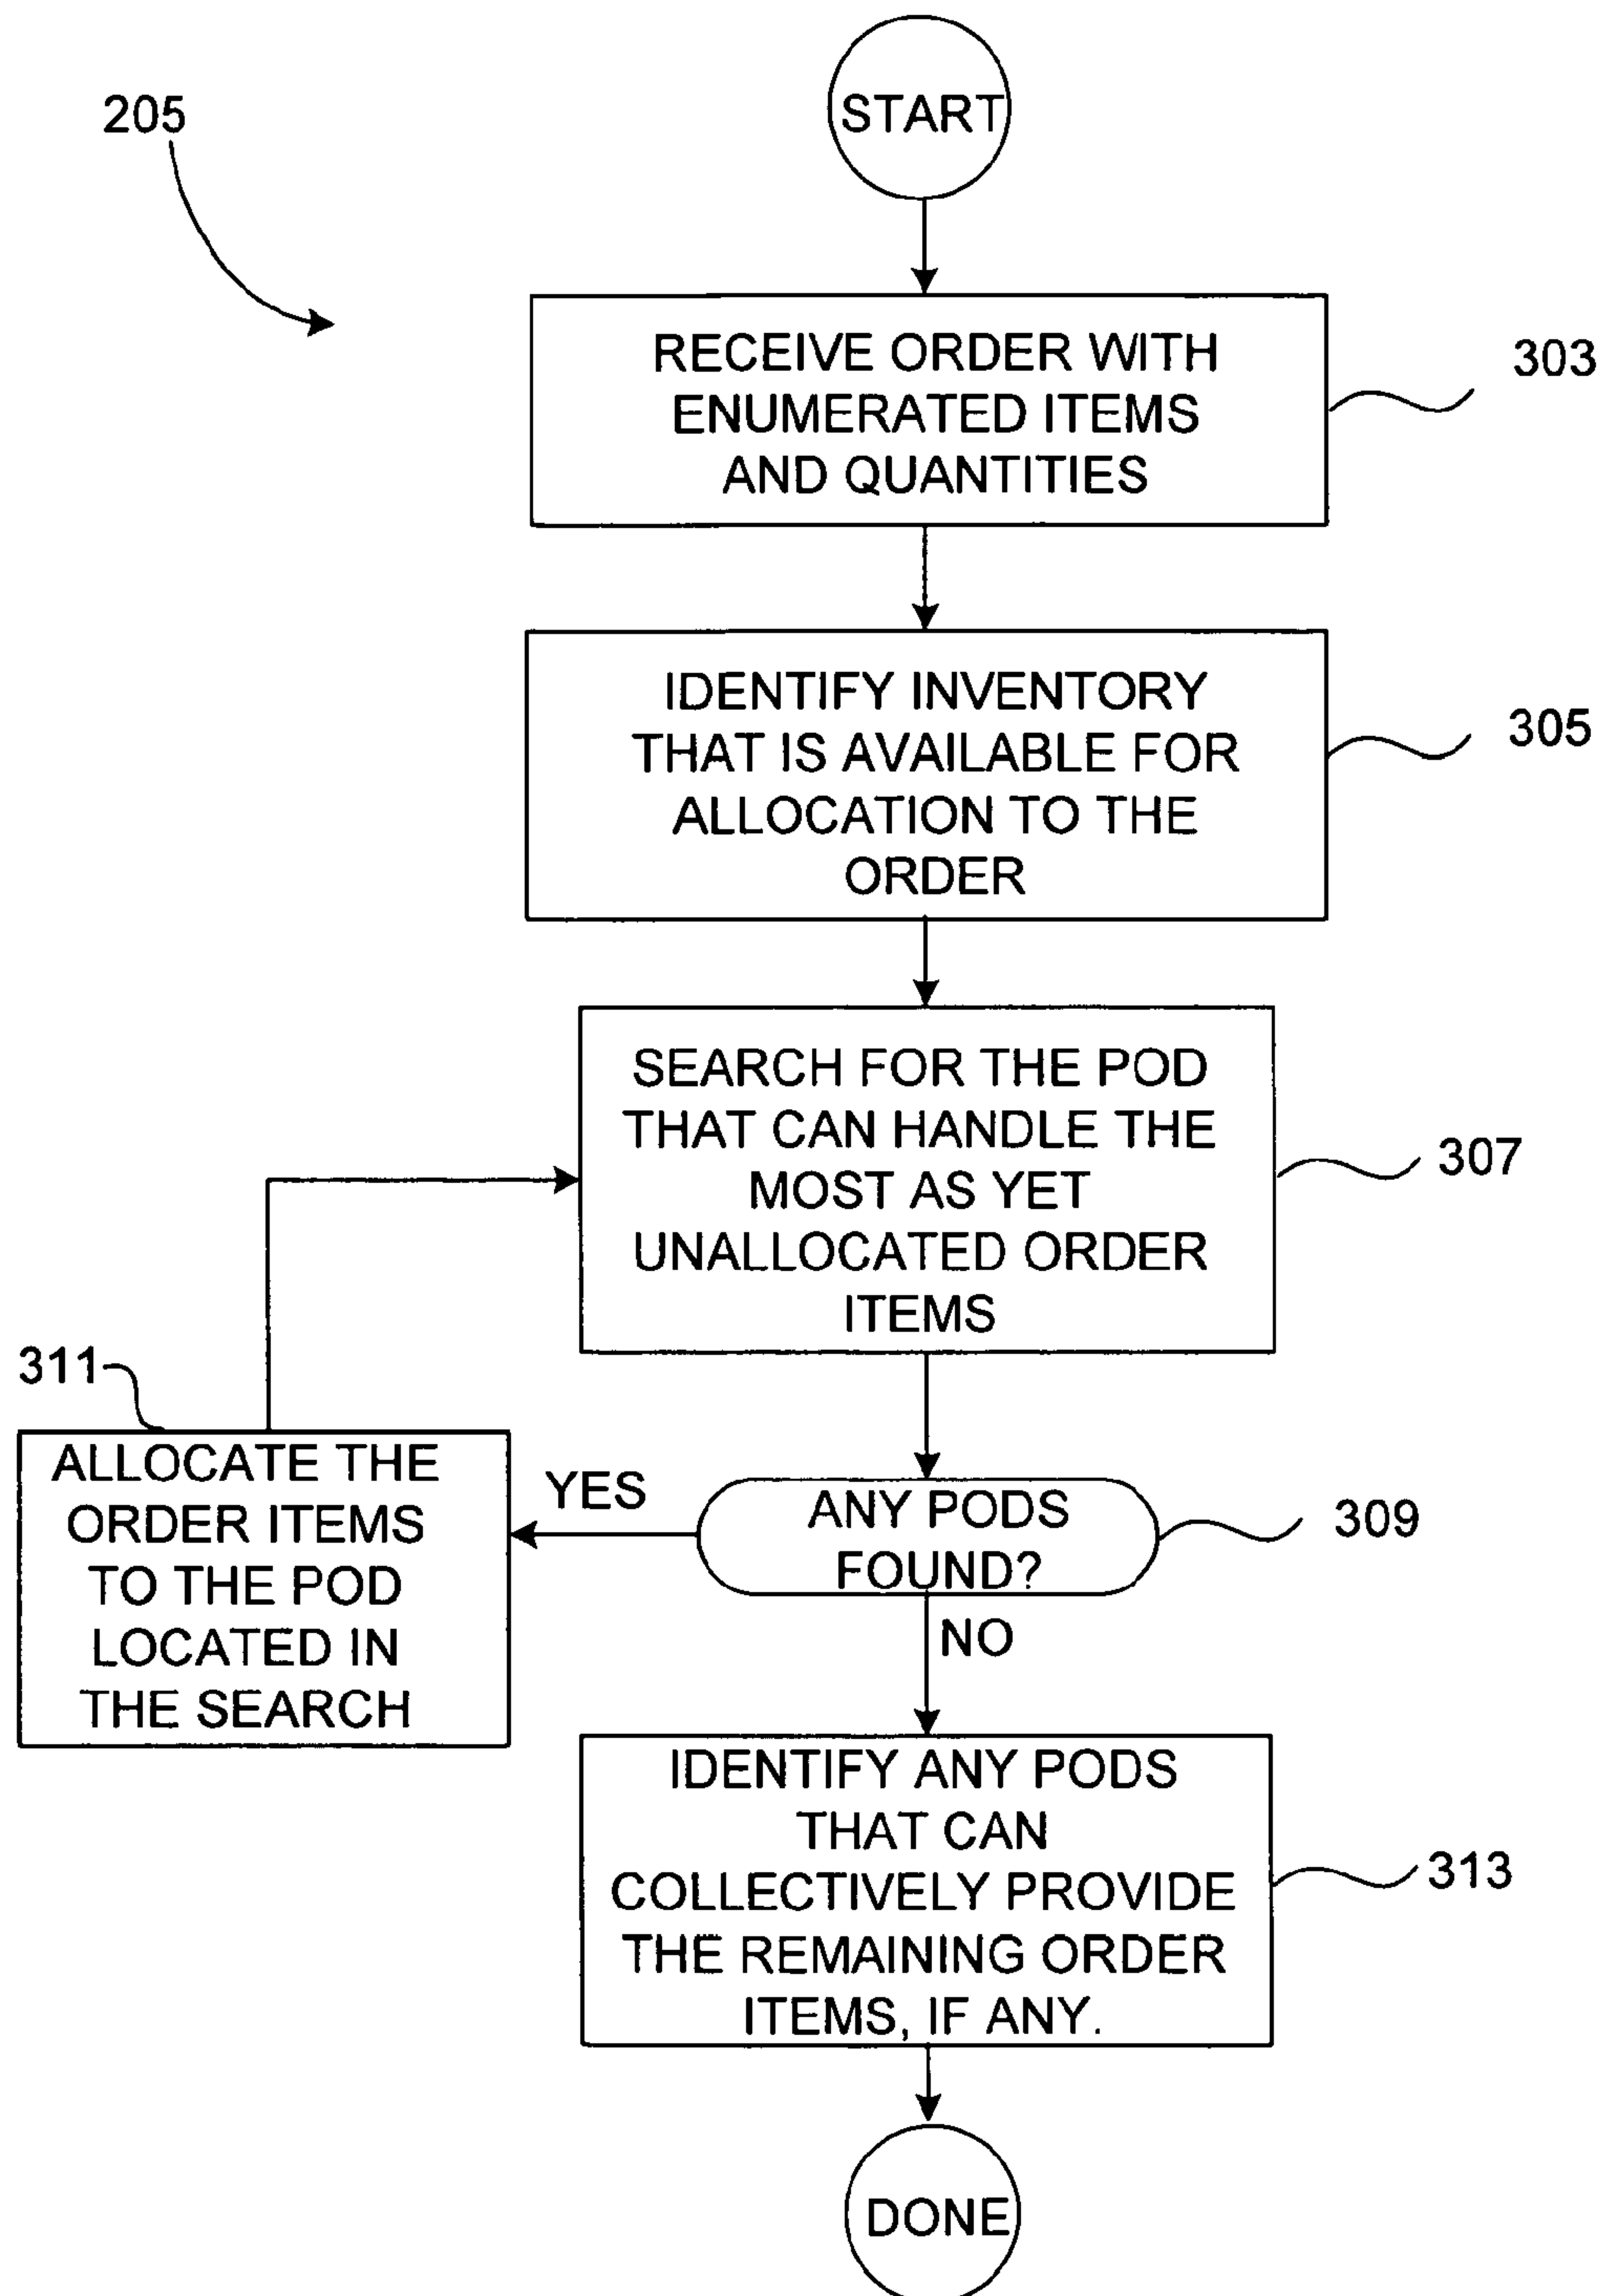 START
205
RECEIVE ORDER WITH
ENUMERATED ITEMS
AND QUANTITIES
303
IDENTIFY INVENTORY
THAT IS AVAILABLE FOR
ALLOCATION TO THE
ORDER
305
SEARCH FOR THE POD
THAT CAN HANDLE THE
MOST AS YET
UNALLOCATED ORDER
ITEMS
307
311
ALLOCATE THE
ORDER ITEMS
TO THE POD
LOCATED IN
THE SEARCH
YES
ANY PODS
FOUND?
309
NO
IDENTIFY ANY PODS
THAT CAN
COLLECTIVELY PROVIDE
THE REMAINING ORDER
ITEMS, IF ANY.
313
DONE